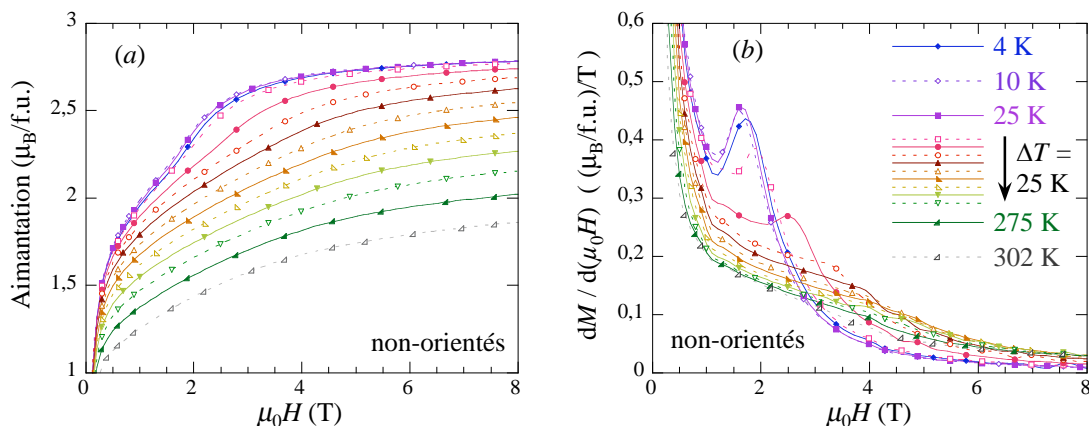 (a)
Aimantation (μB/f.u.)
3
2,5
2
1,5
1
0 2 4 6 8
μ0H (T)
non-orientés
(b)
dM / d(μ0H) ( (μB/f.u.)/T)
0,6
0,5
0,4
0,3
0,2
0,1
0
0 2 4 6 8
μ0H (T)
non-orientés
4 K
10 K
25 K
ΔT =
25 K
275 K
302 K